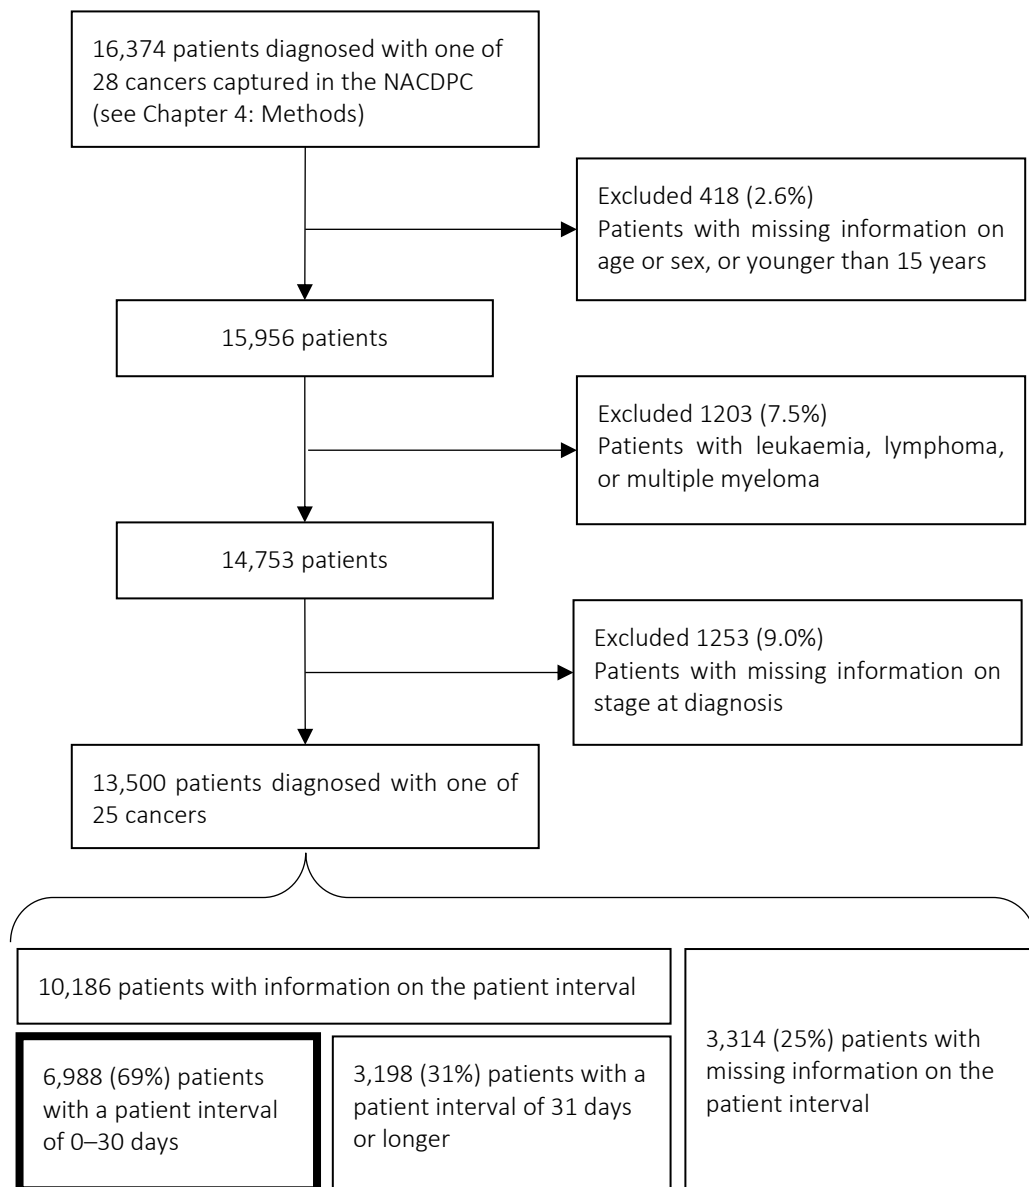 16,374 patients diagnosed with one of
28 cancers captured in the NACDPC
(see Chapter 4: Methods)
Excluded 418 (2.6%)
Patients with missing information on
age or sex, or younger than 15 years
15,956 patients
Excluded 1203 (7.5%)
Patients with leukaemia, lymphoma,
or multiple myeloma
14,753 patients
Excluded 1253 (9.0%)
Patients with missing information on
stage at diagnosis
13,500 patients diagnosed with one of
25 cancers
10,186 patients with information on the patient interval
6,988 (69%) patients
with a patient interval
of 0–30 days
3,198 (31%) patients with a
patient interval of 31 days
or longer
3,314 (25%) patients with
missing information on the
patient interval